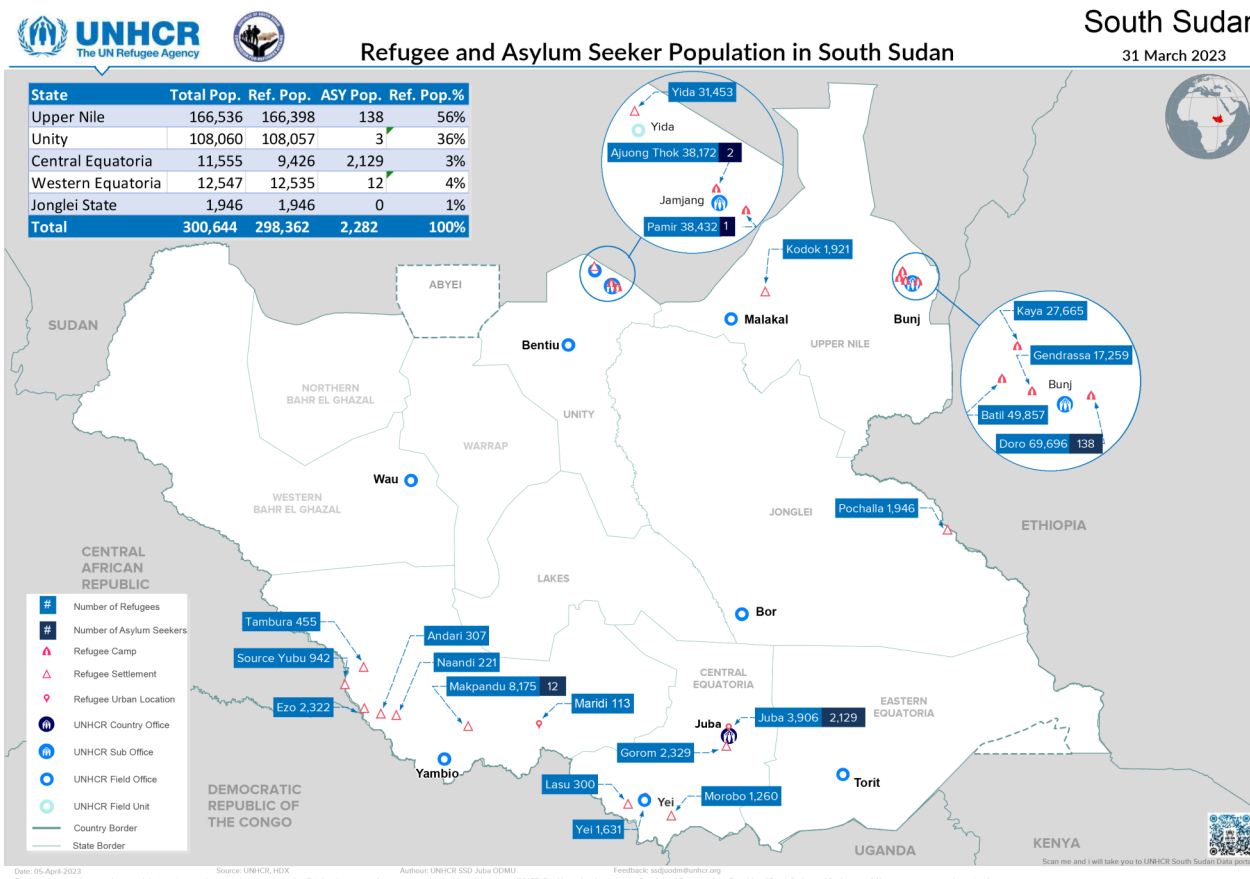 UNHCR
The UN Refugee Agency
Refugee and Asylum Seeker Population in South Sudan
South Sudan
31 March 2023
State Total Pop. Ref. Pop. ASY Pop. Ref. Pop.%
Upper Nile 166,536 166,398 138 56%
Unity 108,060 108,057 3 36%
Central Equatoria 11,555 9,426 2,129 3%
Western Equatoria 12,547 12,535 12 4%
Jonglei State 1,946 1,946 0 1%
Total 300,644 298,362 2,282 100%
Yida 31,453
Yida
Ajuong Thok 38,172 2
Jamjang
Pamir 38,432 1
Kodok 1,921
ABYEI
SUDAN
Malakal
Bunj
Bentiu
UPPER NILE
Kaya 27,665
Gendrassa 17,259
Bunj
Batil 49,857
Doro 69,696 138
NORTHERN
BAHR EL GHAZAL
UNITY
WARRAP
Wau
WESTERN
BAHR EL GHAZAL
JONGLEI
Pochalla 1,946
ETHIOPIA
CENTRAL
AFRICAN
REPUBLIC
LAKES
Bor
# Number of Refugees
# Number of Asylum Seekers
Refugee Camp
Refugee Settlement
Refugee Urban Location
UNHCR Country Office
UNHCR Sub Office
UNHCR Field Office
UNHCR Field Unit
Country Border
State Border
Tambura 455
Andari 307
Source Yubu 942
Naandi 221
Makpandu 8,175 12
Ezo 2,322
Maridi 113
CENTRAL
EQUATORIA
EASTERN
EQUATORIA
Juba
Juba 3,906 2,129
Gorom 2,329
Yambio
Torit
Lasu 300
Yei
Morobo 1,260
Yei 1,631
DEMOCRATIC
REPUBLIC OF
THE CONGO
UGANDA
KENYA
Scan me and i will take you to UNHCR South Sudan Data port
Date: 05-April-2023 Source: UNHCR, HDX Authour: UNHCR SSD Juba ODMU Feedback: ssdjuodm@unhcr.org